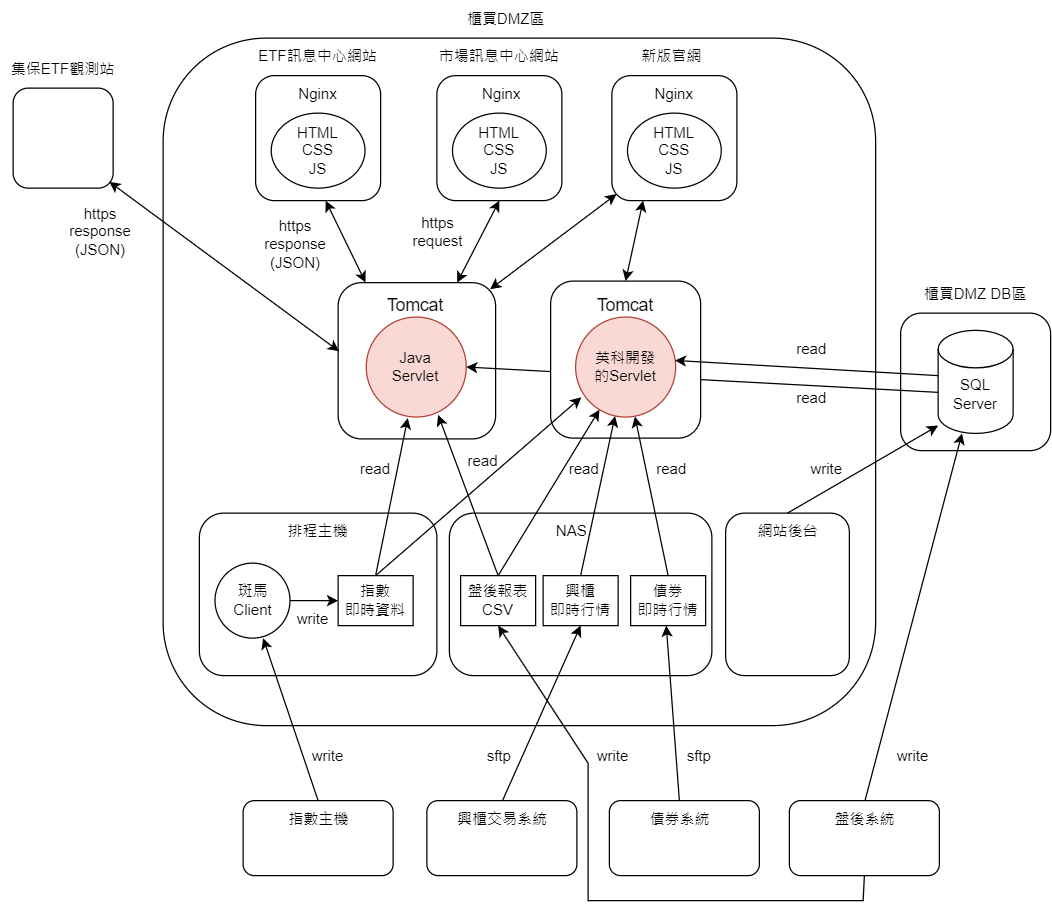 櫃買DMZ區
集保ETF觀測站
ETF訊息中心網站
市場訊息中心網站
新版官網
Nginx
HTML
CSS
JS
Nginx
HTML
CSS
JS
Nginx
HTML
CSS
JS
https
response
(JSON)
https
response
(JSON)
https
request
Tomcat
Java
Servlet
Tomcat
英科開發
的Servlet
櫃買DMZ DB區
SQL
Server
read
read
read
read
read
read
write
排程主機
斑馬
Client
write
指數
即時資料
NAS
盤後報表
CSV
興櫃
即時行情
債券
即時行情
網站後台
write
sftp
write
sftp
write
指數主機
興櫃交易系統
債券系統
盤後系統